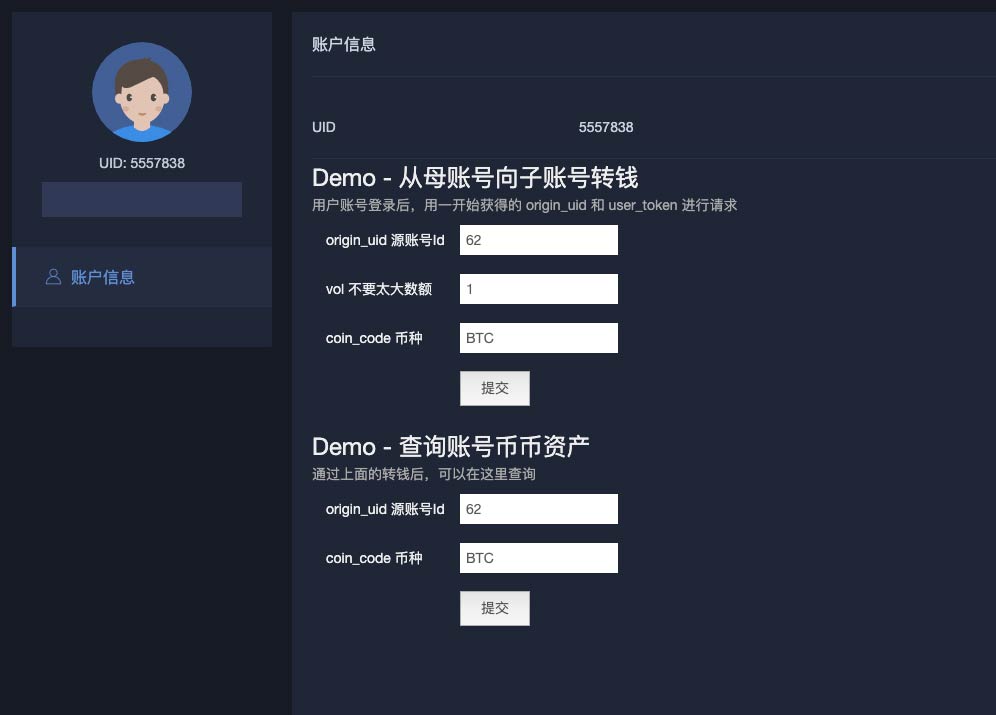 UID: 5557838
账户信息
账户信息
UID 5557838
Demo - 从母账号向子账号转钱
用户账号登录后，用一开始获得的 origin_uid 和 user_token 进行请求
origin_uid 源账号Id 62
vol 不要太大数额 1
coin_code 币种 BTC
提交
Demo - 查询账号币币资产
通过上面的转钱后，可以在这里查询
origin_uid 源账号Id 62
coin_code 币种 BTC
提交